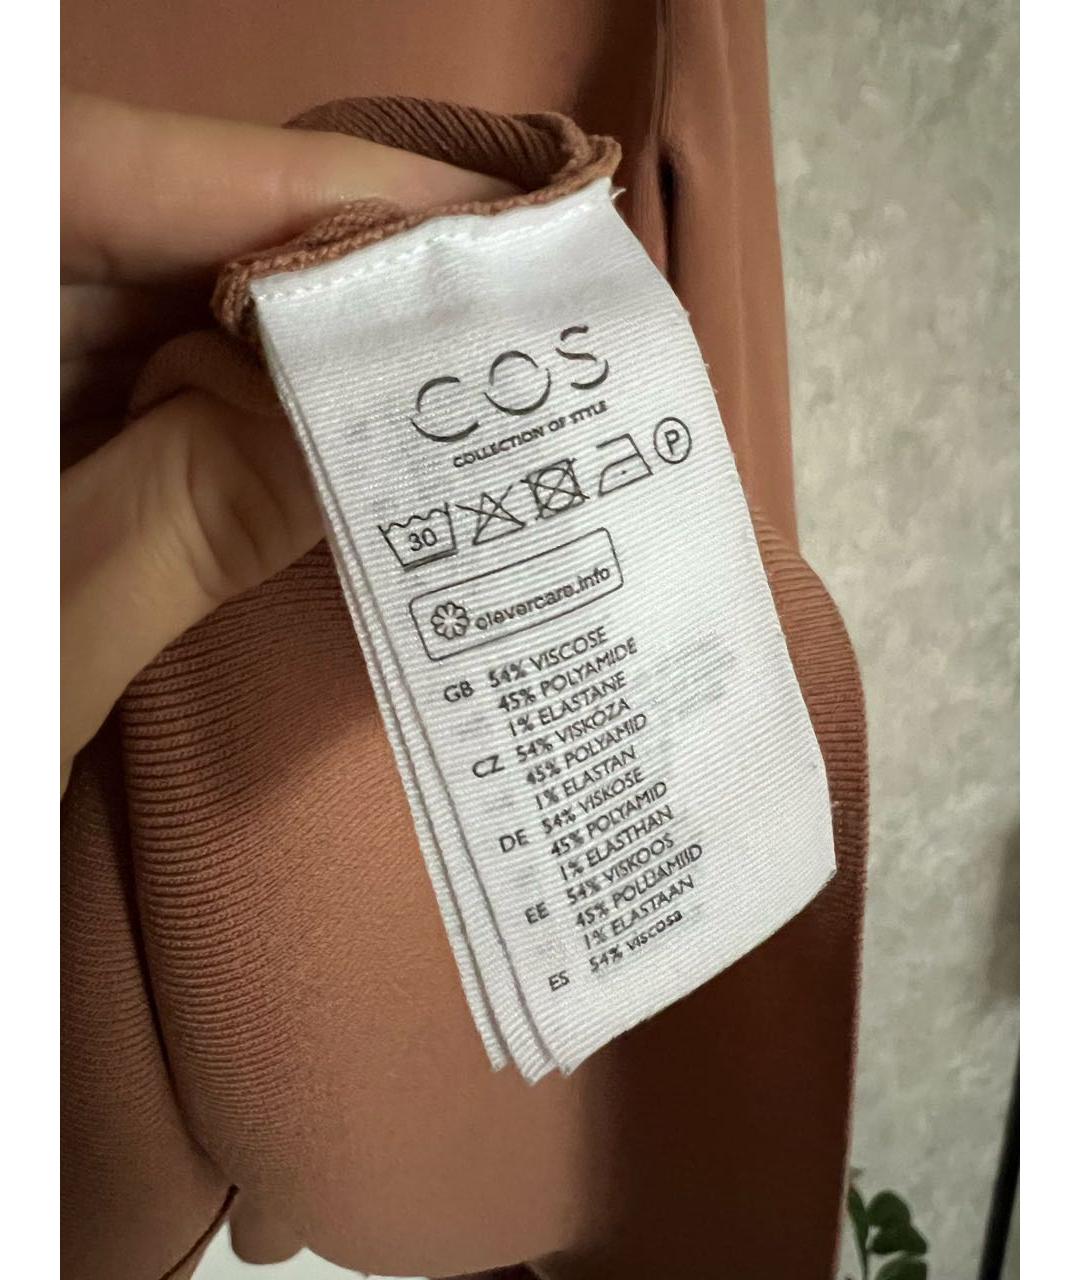 COS
COLLECTION OF STYLE
P
30
clevercare.info
GB 54% VISCOSE
45% POLYAMIDE
1% ELASTANE
CZ 54% VISKOZA
45% POLYAMID
1% ELASTAN
DE 54% VISKOSE
45% POLYAMID
1% ELASTHAN
EE 54% VISKOOS
45% POLÜAMIID
1% ELASTAAN
ES 54% viscosa